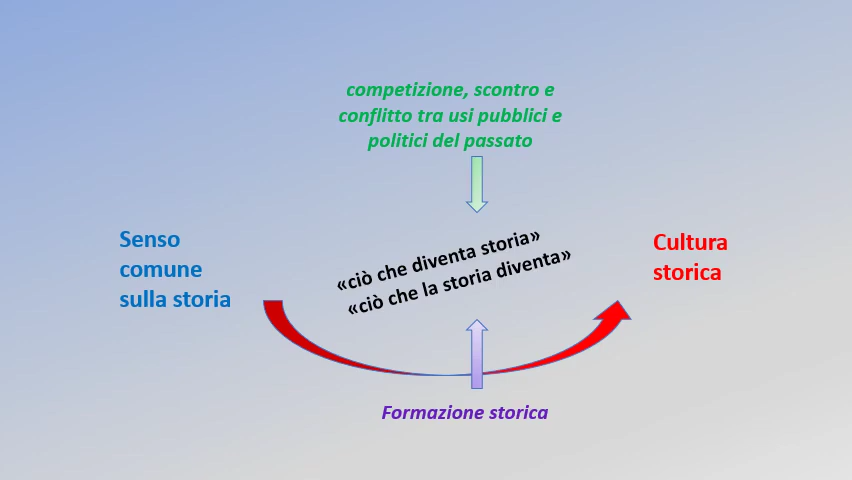 competizione, scontro e
conflitto tra usi pubblici e
politici del passato
Senso
comune
sulla storia
«ciò che diventa storia»
«ciò che la storia diventa»
Cultura
storica
Formazione storica